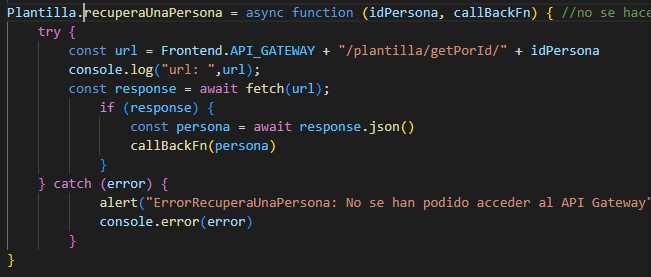 Plantilla.recuperaUnaPersona = async function (idPersona, callBackFn) { //no se hace
try {
const url = Frontend.API_GATEWAY + "/plantilla/getPorId/" + idPersona
console.log("url: ",url);
const response = await fetch(url);
if (response) {
const persona = await response.json()
callBackFn(persona)
}
} catch (error) {
alert("ErrorRecuperaUnaPersona: No se han podido acceder al API Gateway"
console.error(error)
}
}